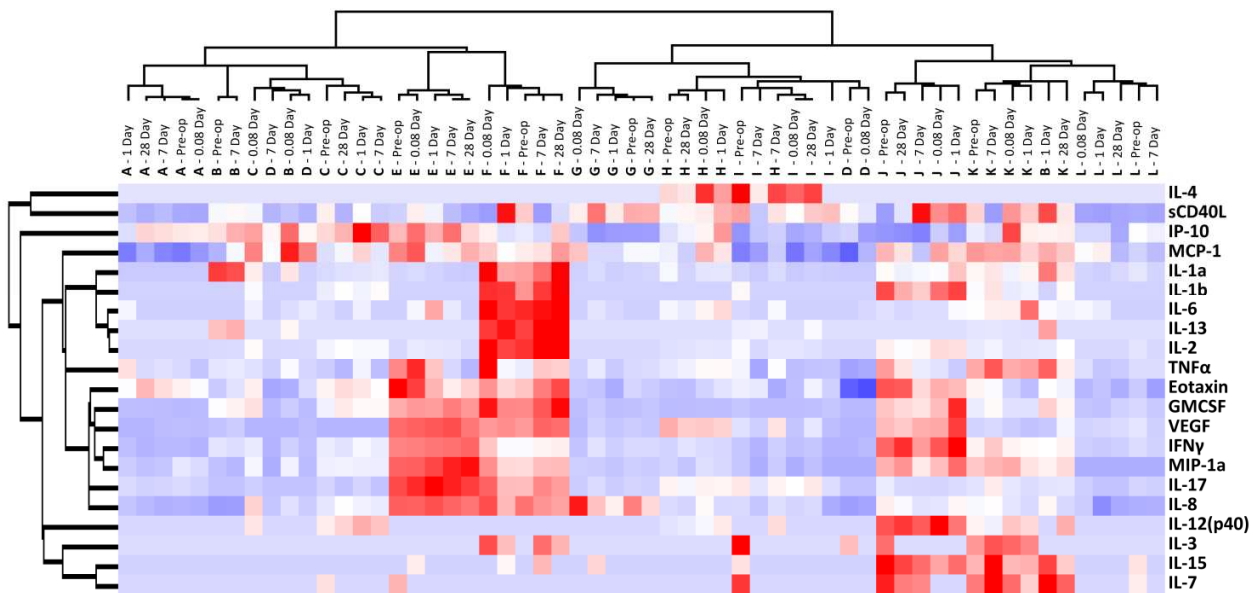 A - 1 Day
A - 28 Day
A - 7 Day
A - Pre-op
A - 0.08 Day
B - Pre-op
B - 7 Day
C - 0.08 Day
D - 7 Day
B - 0.08 Day
D - 1 Day
C - Pre-op
C - 28 Day
C - 1 Day
C - 7 Day
E - Pre-op
E - 0.08 Day
E - 1 Day
E - 7 Day
E - 28 Day
F - 0.08 Day
F - 1 Day
F - Pre-op
F - 7 Day
F - 28 Day
G - 0.08 Day
G - 7 Day
G - 1 Day
G - Pre-op
G - 28 Day
H - Pre-op
H - 28 Day
H - 0.08 Day
H - 1 Day
I - Pre-op
I - 7 Day
H - 7 Day
I - 0.08 Day
I - 28 Day
I - 1 Day
D - Pre-op
D - 0.08 Day
J - Pre-op
J - 28 Day
J - 7 Day
J - 0.08 Day
J - 1 Day
K - Pre-op
K - 7 Day
K - 0.08 Day
K - 1 Day
B - 1 Day
K - 28 Day
L - 0.08 Day
L - 1 Day
L - 28 Day
L - Pre-op
L - 7 Day
IL-4
sCD40L
IP-10
MCP-1
IL-1a
IL-1b
IL-6
IL-13
IL-2
TNFα
Eotaxin
GMCSF
VEGF
IFNγ
MIP-1a
IL-17
IL-8
IL-12(p40)
IL-3
IL-15
IL-7